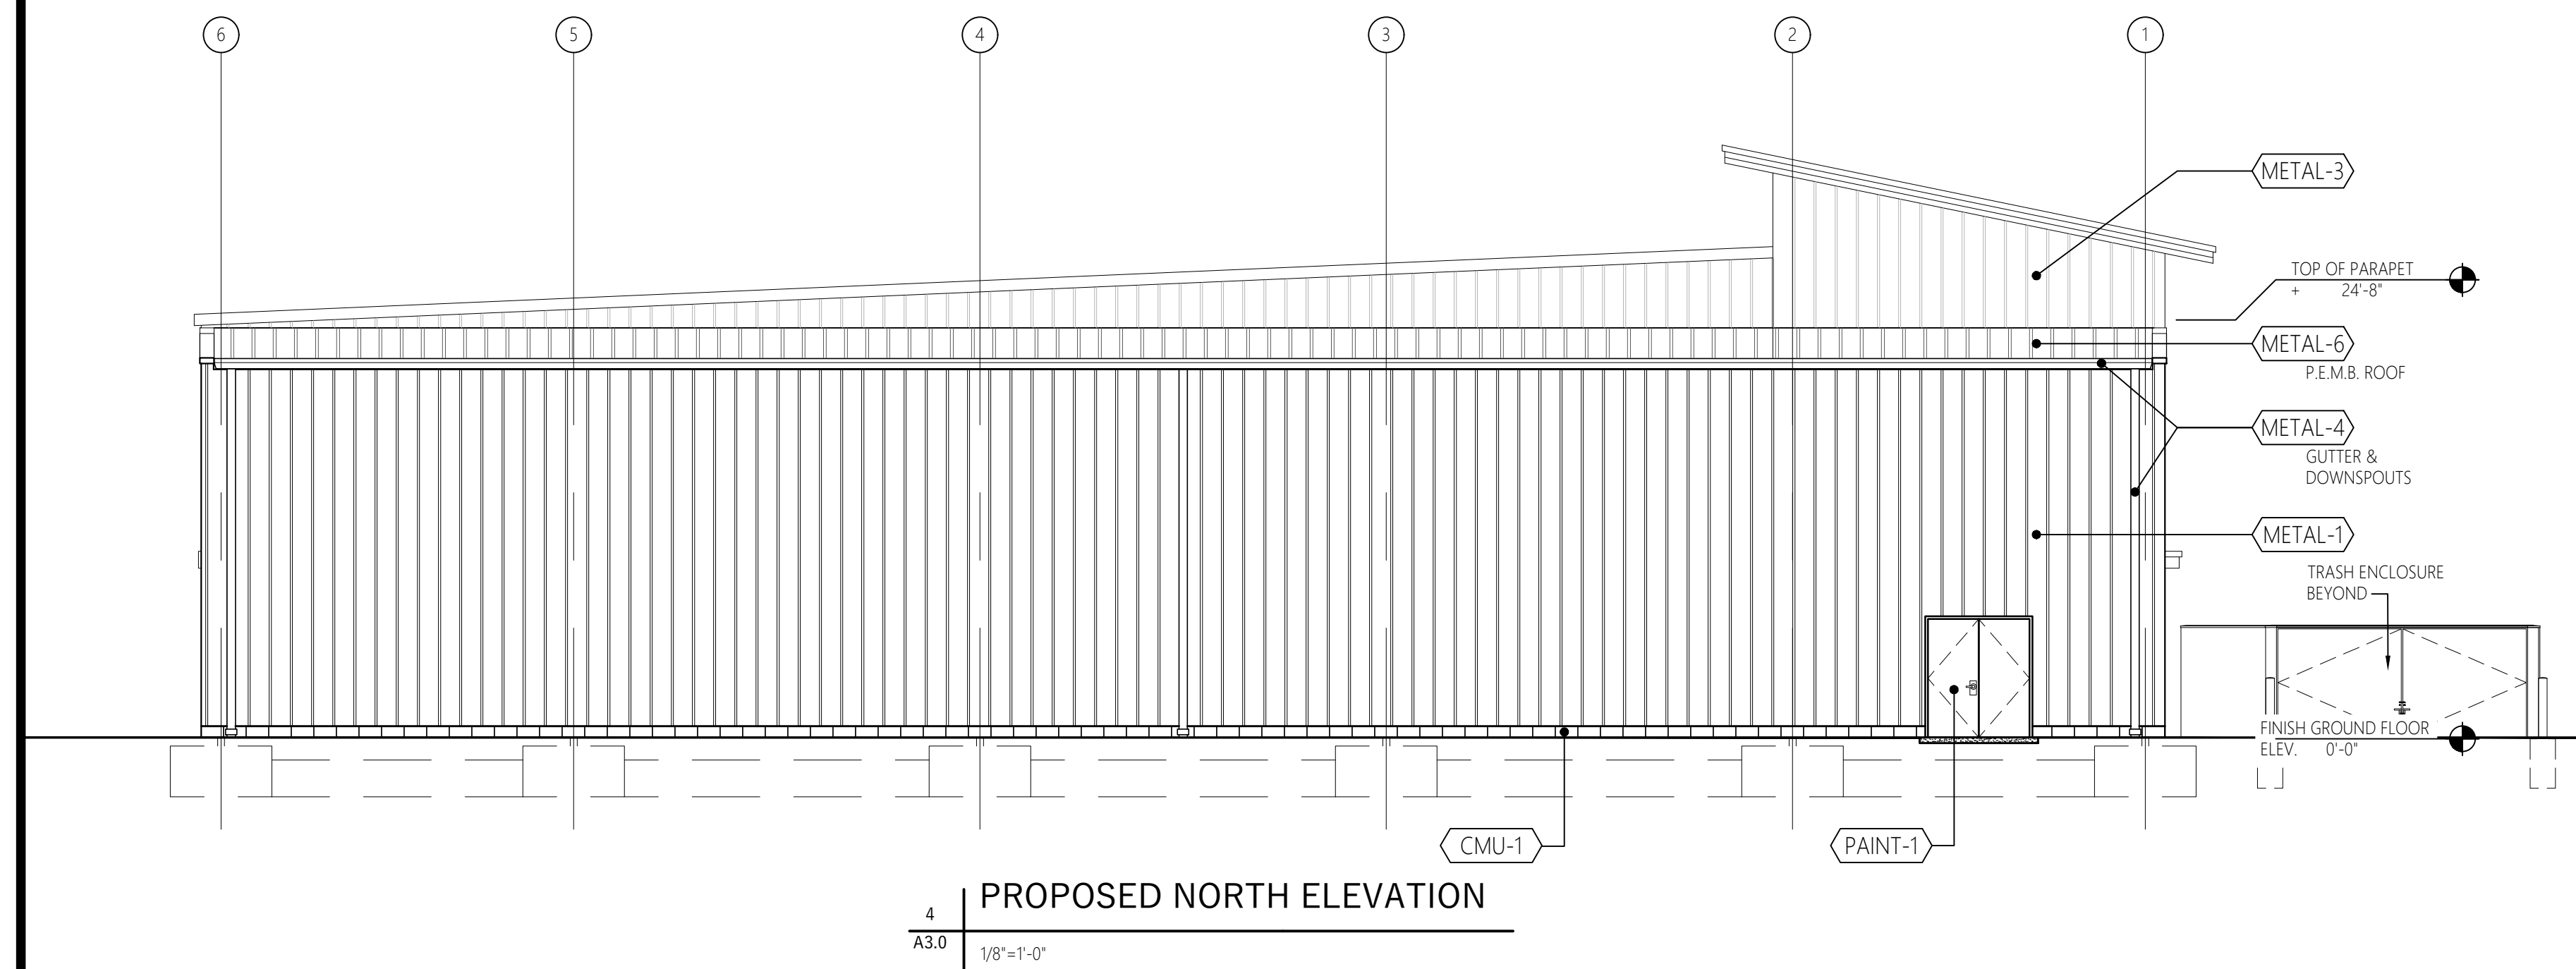 6 5 4 3 2 1
METAL-3
TOP OF PARAPET
+ 24'-8"
METAL-6
P.E.M.B. ROOF
METAL-4
GUTTER &
DOWNSPOUTS
METAL-1
TRASH ENCLOSURE
BEYOND
FINISH GROUND FLOOR
ELEV. 0'-0"
CMU-1 PAINT-1
PROPOSED NORTH ELEVATION
4
A3.0
1/8"=1'-0"